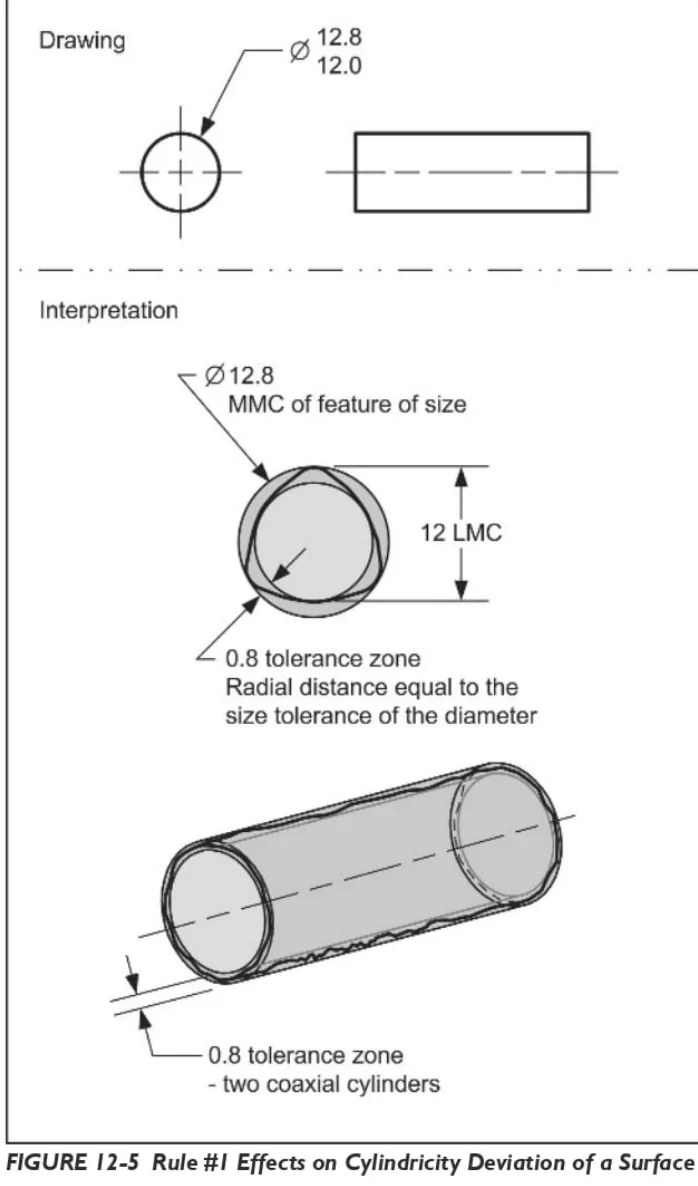 Drawing
Ø 12.8
12.0
Interpretation
Ø12.8
MMC of feature of size
12 LMC
0.8 tolerance zone
Radial distance equal to the
size tolerance of the diameter
0.8 tolerance zone
- two coaxial cylinders
FIGURE 12-5 Rule #1 Effects on Cylindricity Deviation of a Surface